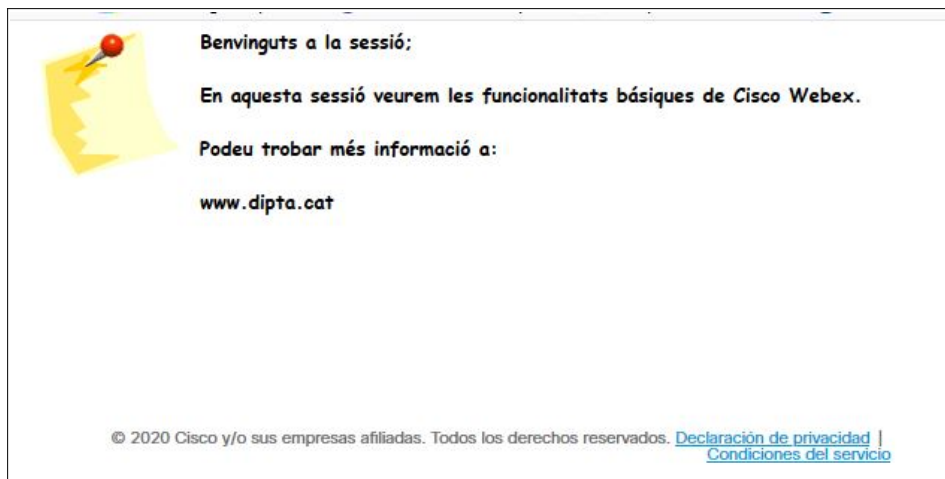 Benvinguts a la sessió;
En aquesta sessió veurem les funcionalitats básiques de Cisco Webex.
Podeu trobar més informació a:
www.dipta.cat
© 2020 Cisco y/o sus empresas afiliadas. Todos los derechos reservados. Declaración de privacidad |
Condiciones del servicio